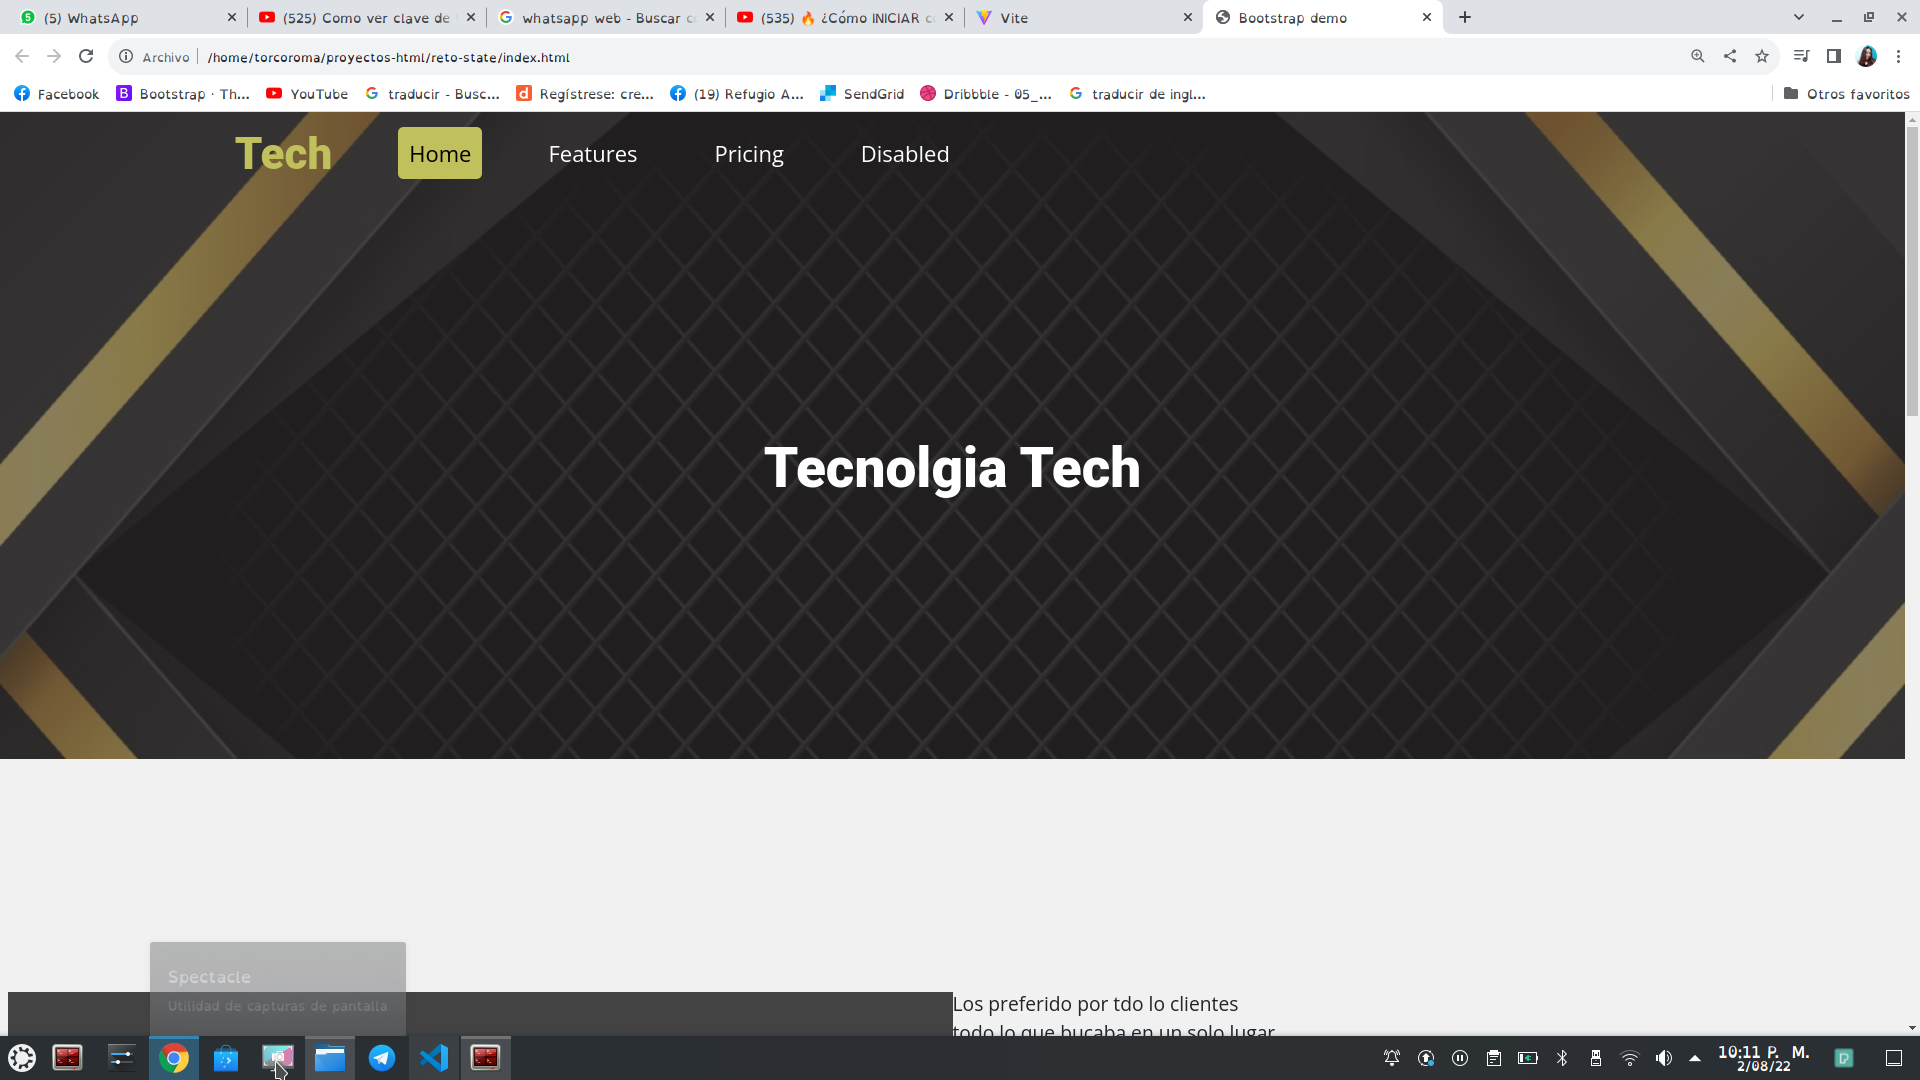 (5) WhatsApp
(525) Como ver clave de
whatsapp web - Buscar c
(535) 🔥 ¿Cómo INICIAR c
Vite
Bootstrap demo
Archivo
/home/torcoroma/proyectos-html/reto-state/index.html
Facebook
Bootstrap · Th...
YouTube
traducir - Busc...
Regístrese: cre...
(19) Refugio A...
SendGrid
Dribbble - 05_...
traducir de ingl...
Otros favoritos
Tech
Home
Features
Pricing
Disabled
Tecnolgia Tech
Spectacle
Utilidad de capturas de pantalla
Los preferido por tdo lo clientes
todo lo que bucaba en un solo lugar
10:11 P. M.
2/08/22